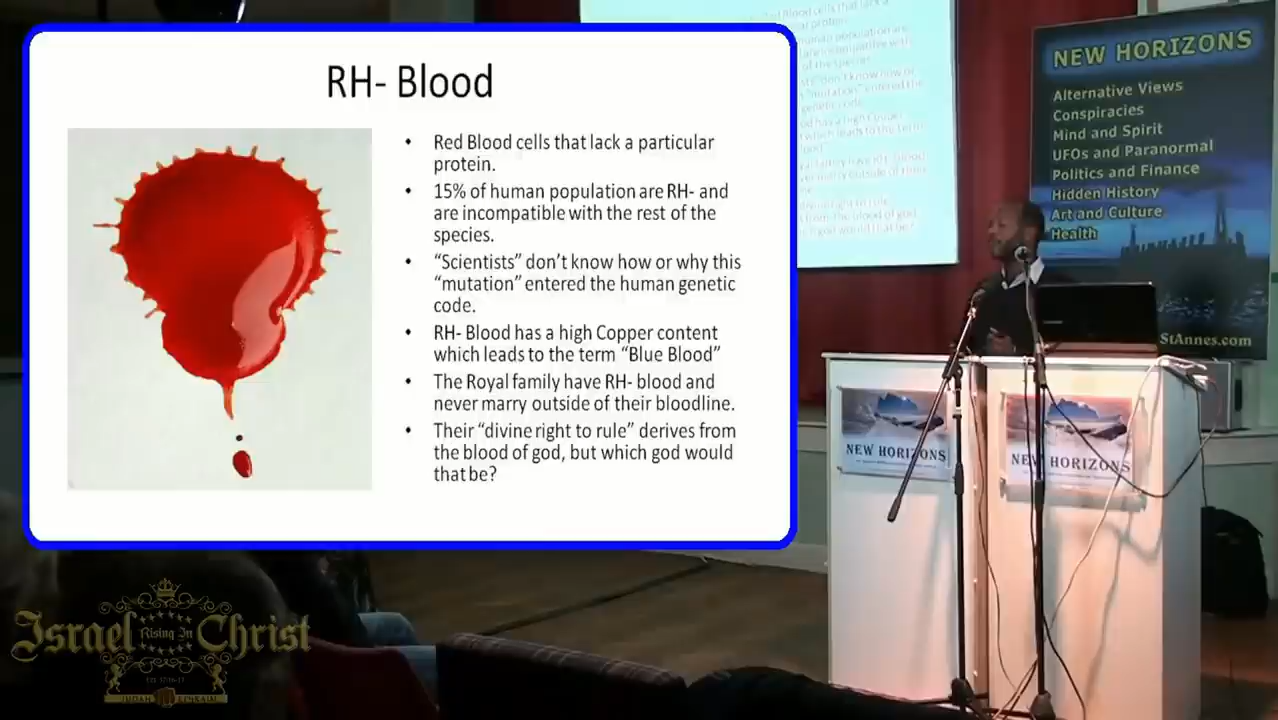 RH- Blood
• Red Blood cells that lack a particular
protein.
• 15% of human population are RH- and
are incompatible with the rest of the
species.
• “Scientists” don’t know how or why this
“mutation” entered the human genetic
code.
• RH- Blood has a high Copper content
which leads to the term “Blue Blood”
• The Royal family have RH- blood and
never marry outside of their bloodline.
• Their “divine right to rule” derives from
the blood of god, but which god would
that be?
NEW HORIZONS
Alternative Views
Conspiracies
Mind and Spirit
UFOs and Paranormal
Politics and Finance
Hidden History
Art and Culture
Health
StAnnes.com
NEW HORIZONS
NEW HORIZONS
Israel Rising In Christ
JUDAH EPHRAIM